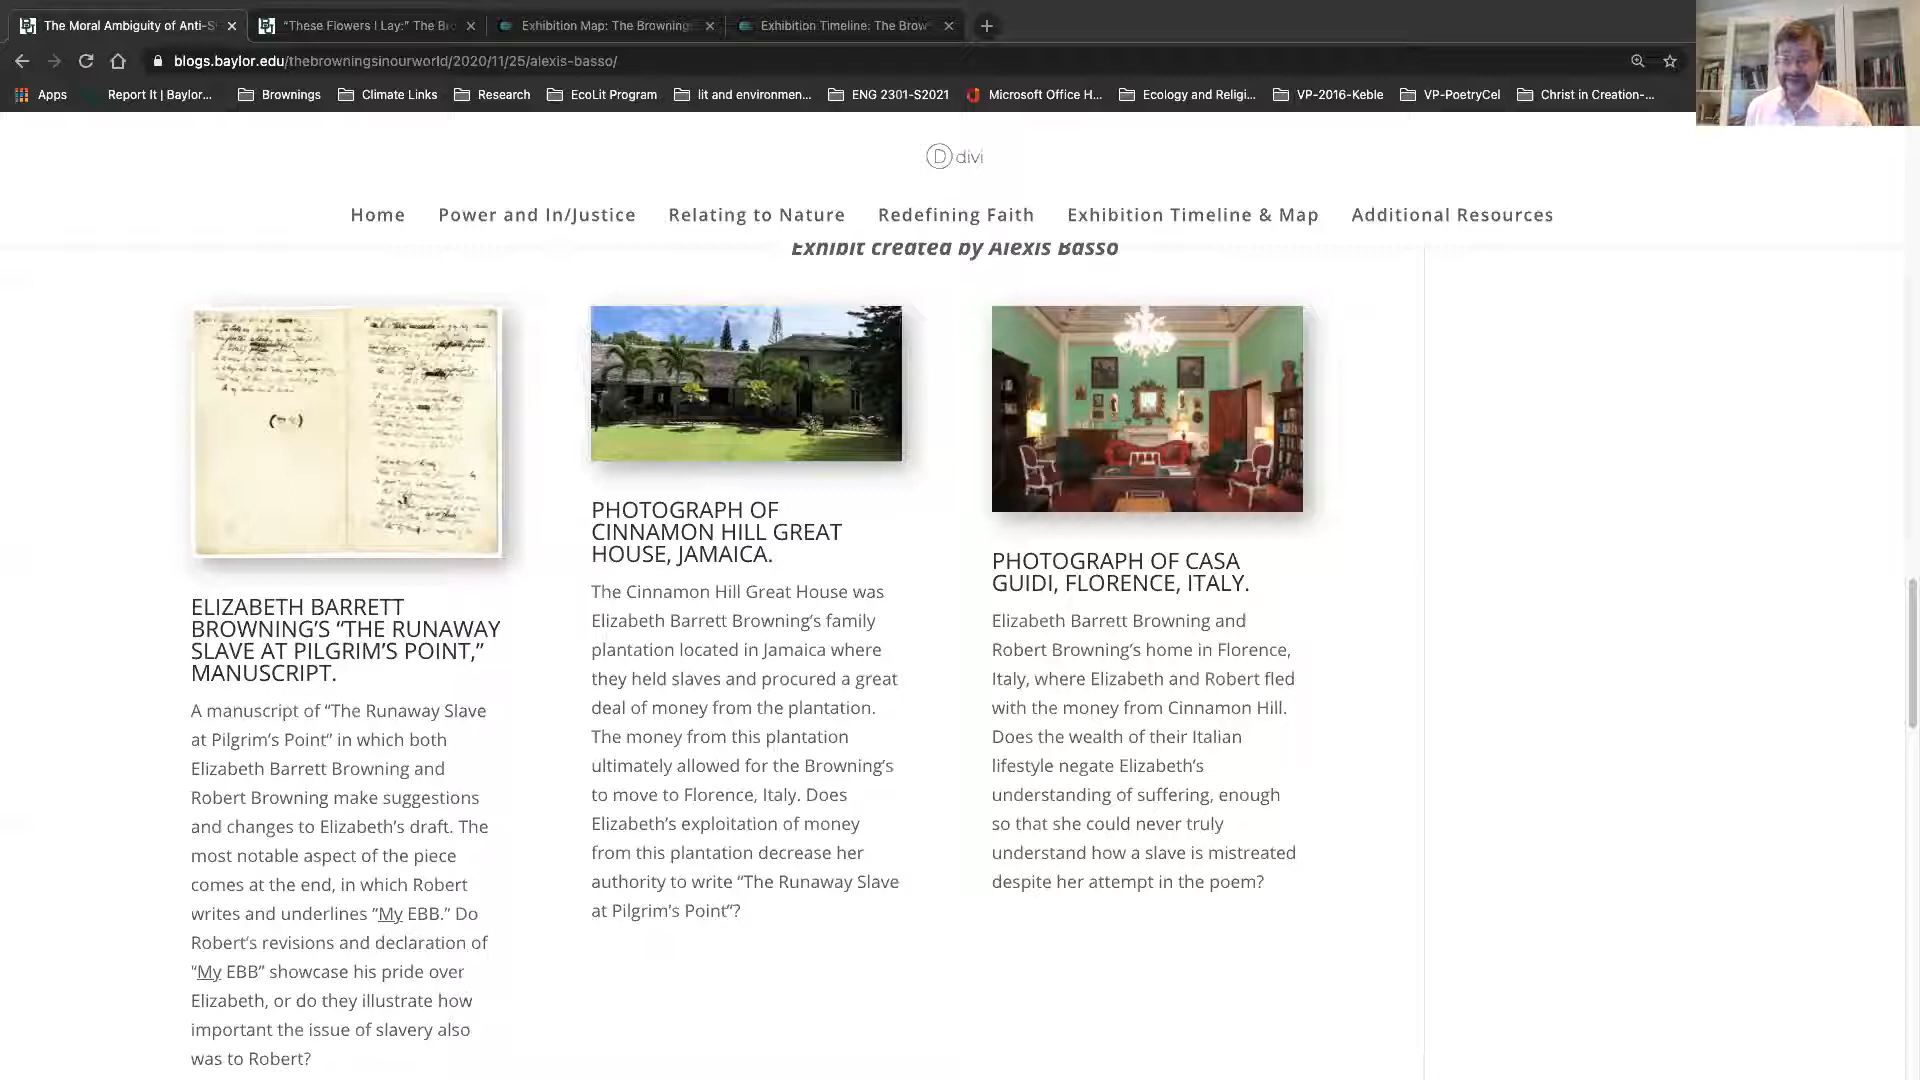 The Moral Ambiguity of Anti-S
“These Flowers I Lay:” The Br
Exhibition Map: The Browning
Exhibition Timeline: The Brow
blogs.baylor.edu/thebrowningsinourworld/2020/11/25/alexis-basso/
Apps
Report It | Baylor...
Brownings
Climate Links
Research
EcoLit Program
lit and environmen...
ENG 2301-S2021
Microsoft Office H...
Ecology and Religi...
VP-2016-Keble
VP-PoetryCel
Christ in Creation-...
D divi
Home
Power and In/Justice
Relating to Nature
Redefining Faith
Exhibition Timeline & Map
Additional Resources
Exhibit created by Alexis Basso
ELIZABETH BARRETT
BROWNING’S “THE RUNAWAY
SLAVE AT PILGRIM’S POINT,”
MANUSCRIPT.
A manuscript of “The Runaway Slave
at Pilgrim’s Point” in which both
Elizabeth Barrett Browning and
Robert Browning make suggestions
and changes to Elizabeth’s draft. The
most notable aspect of the piece
comes at the end, in which Robert
writes and underlines “My EBB.” Do
Robert’s revisions and declaration of
“My EBB” showcase his pride over
Elizabeth, or do they illustrate how
important the issue of slavery also
was to Robert?
PHOTOGRAPH OF
CINNAMON HILL GREAT
HOUSE, JAMAICA.
The Cinnamon Hill Great House was
Elizabeth Barrett Browning’s family
plantation located in Jamaica where
they held slaves and procured a great
deal of money from the plantation.
The money from this plantation
ultimately allowed for the Browning’s
to move to Florence, Italy. Does
Elizabeth’s exploitation of money
from this plantation decrease her
authority to write “The Runaway Slave
at Pilgrim’s Point”?
PHOTOGRAPH OF CASA
GUIDI, FLORENCE, ITALY.
Elizabeth Barrett Browning and
Robert Browning’s home in Florence,
Italy, where Elizabeth and Robert fled
with the money from Cinnamon Hill.
Does the wealth of their Italian
lifestyle negate Elizabeth’s
understanding of suffering, enough
so that she could never truly
understand how a slave is mistreated
despite her attempt in the poem?